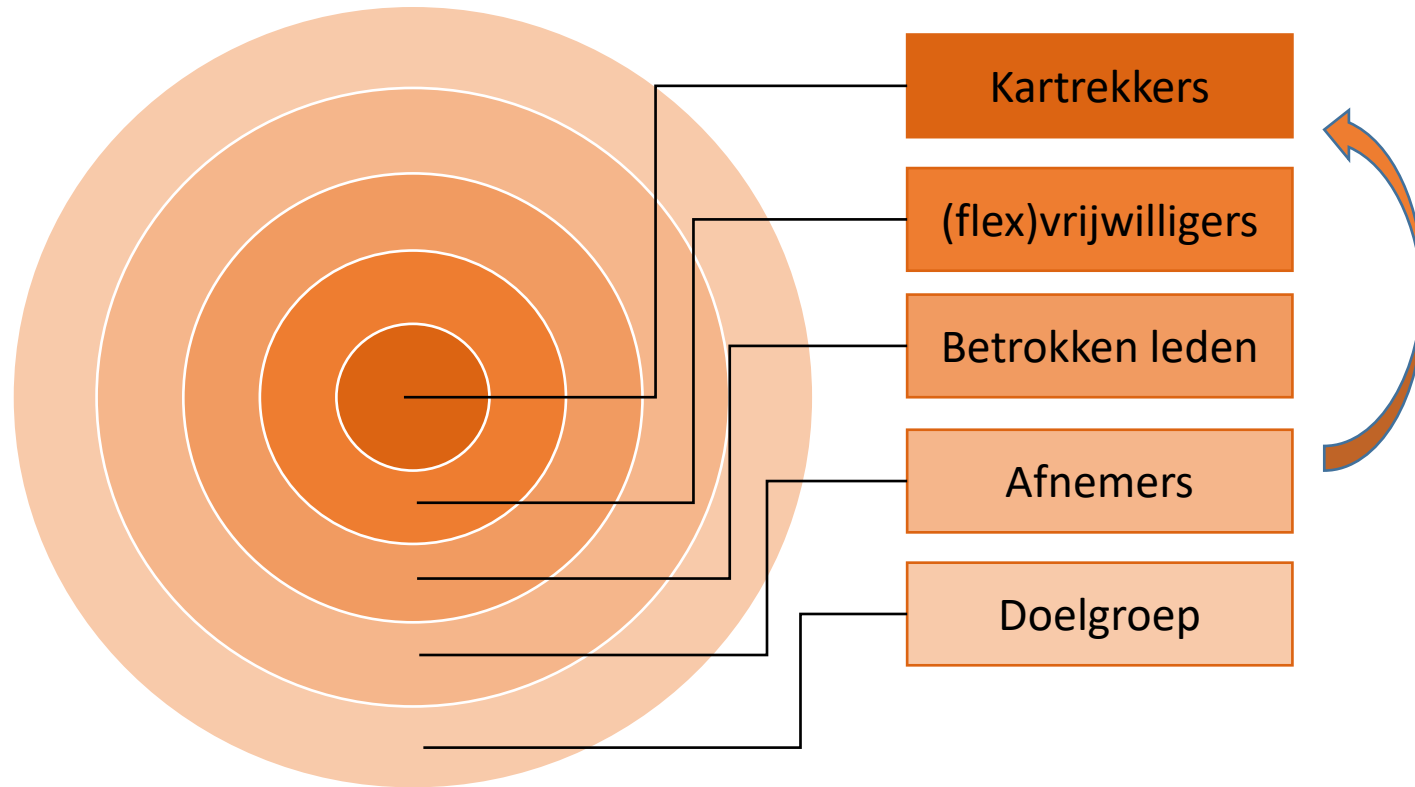 Kartrekkers
(flex)vrijwilligers
Betrokken leden
Afnemers
Doelgroep